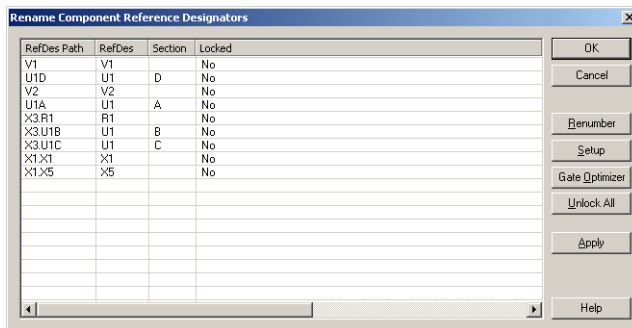 Rename Component Reference Designators
RefDes Path RefDes Section Locked
V1 V1 No
U1D U1 D No
V2 V2 No
U1A U1 A No
X3.R1 R1 No
X3.U1B U1 B No
X3.U1C U1 C No
X1.X1 X1 No
X1.X5 X5 No
OK
Cancel
Renumber
Setup
Gate Optimizer
Unlock All
Apply
Help